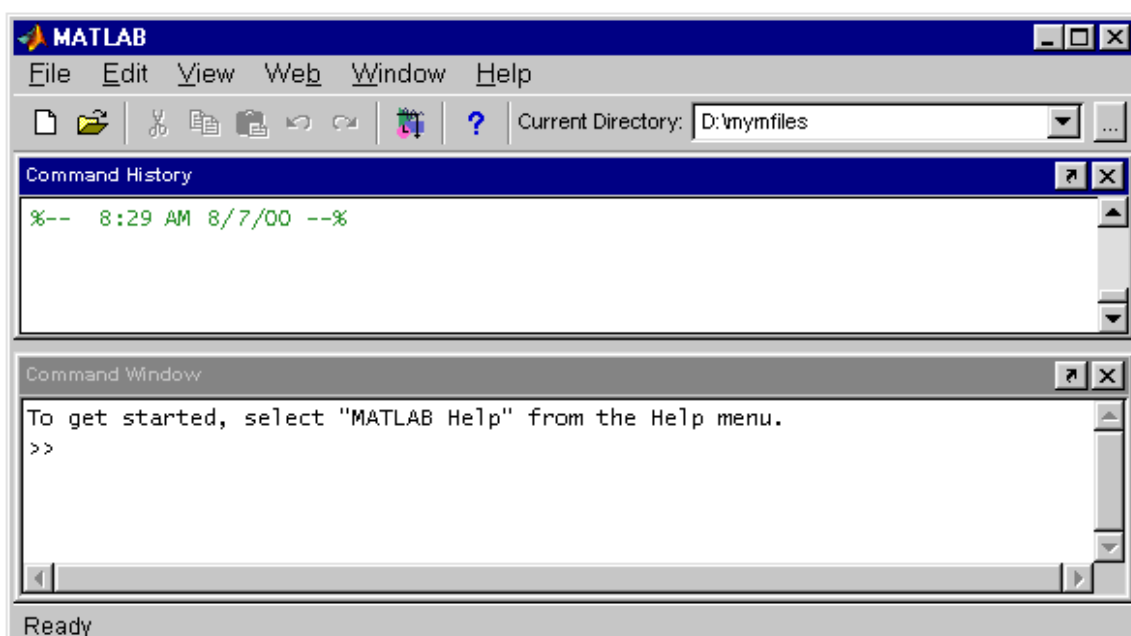 MATLAB
File Edit View Web Window Help
? Current Directory: D:\mymfiles ...
Command History
%-- 8:29 AM 8/7/00 --%
Command Window
To get started, select "MATLAB Help" from the Help menu.
>>
Ready